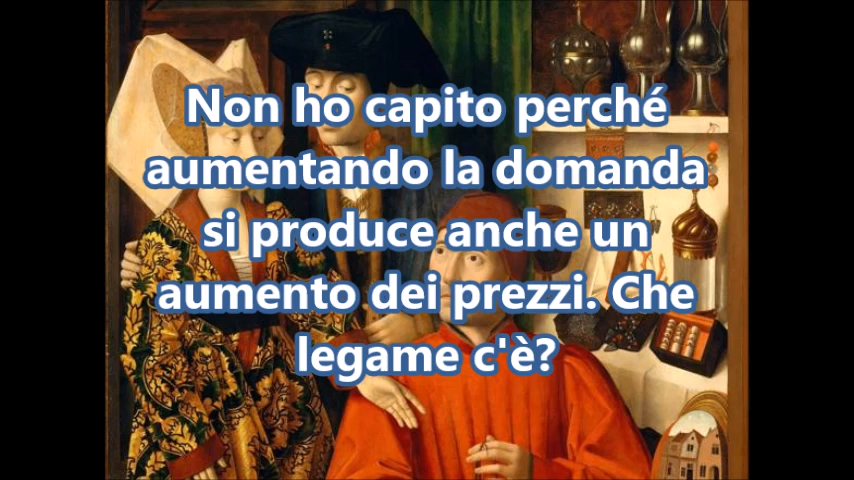 Non ho capito perché
aumentando la domanda
si produce anche un
aumento dei prezzi. Che
legame c'è?